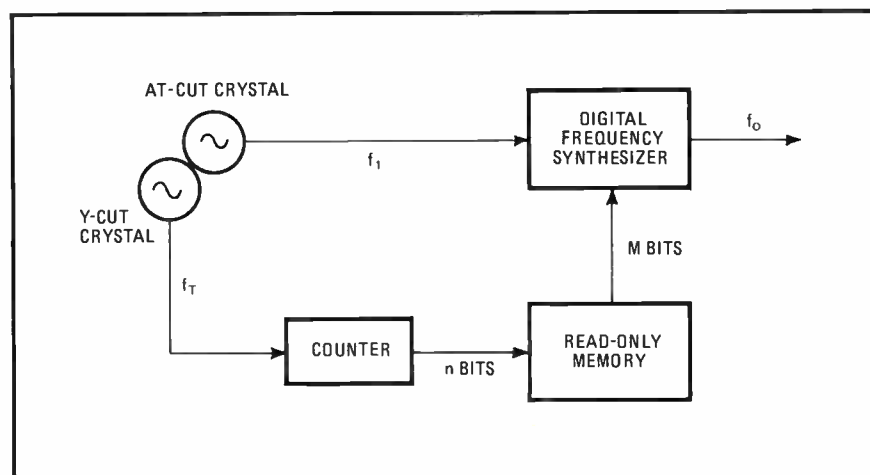 AT-CUT CRYSTAL
DIGITAL
FREQUENCY
SYNTHESIZER
fo
f1
Y-CUT
CRYSTAL
M BITS
fT
COUNTER
n BITS
READ-ONLY
MEMORY